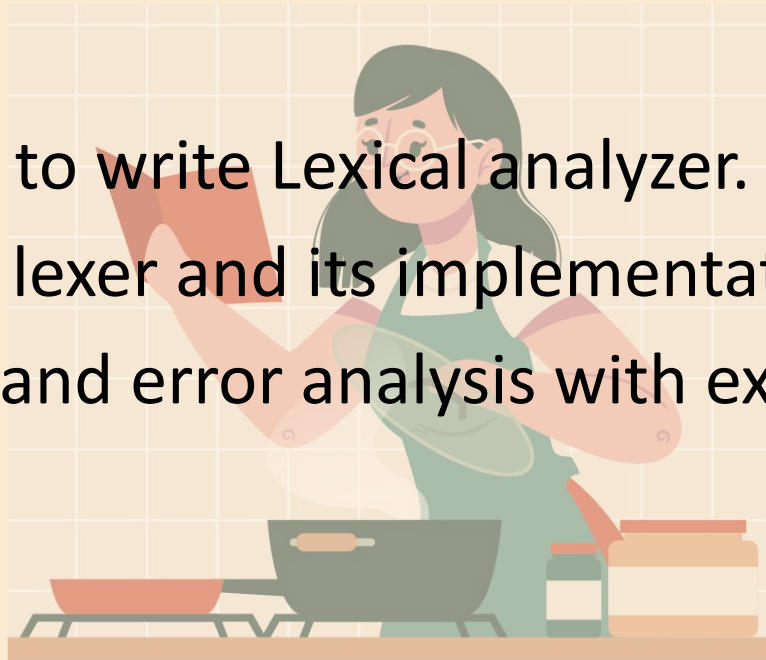 to write Lexical analyzer.
lexer and its implementat
and error analysis with ex